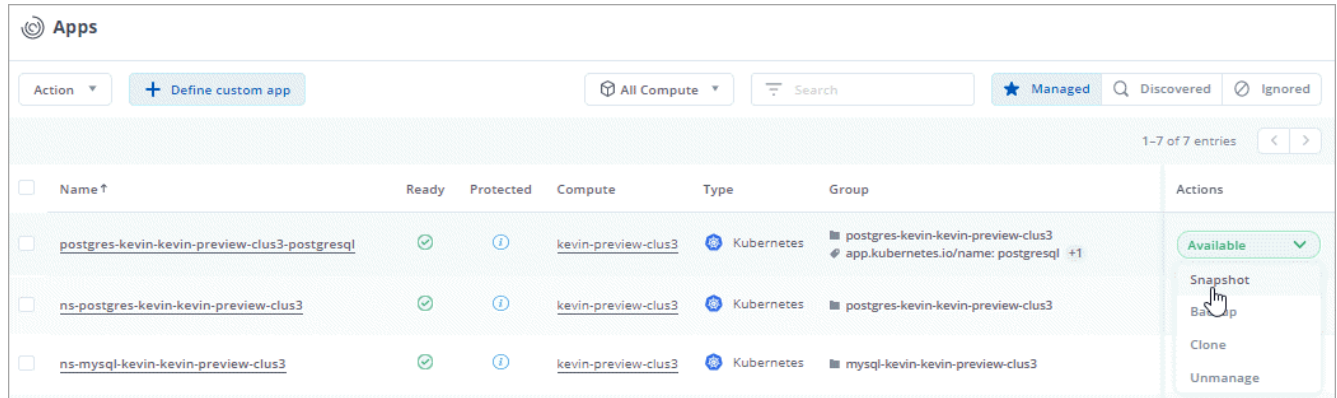 Apps
Action
Define custom app
All Compute
Search
Managed
Discovered
Ignored
1-7 of 7 entries
Name Ready Protected Compute Type Group Actions
postgres-kevin-kevin-preview-clus3-postgresql kevin-preview-clus3 Kubernetes postgres-kevin-kevin-preview-clus3 Available
app.kubernetes.io/name: postgresql +1
Snapshot
ns-postgres-kevin-kevin-preview-clus3 kevin-preview-clus3 Kubernetes postgres-kevin-kevin-preview-clus3
Backup
Clone
ns-mysql-kevin-kevin-preview-clus3 kevin-preview-clus3 Kubernetes mysql-kevin-kevin-preview-clus3
Unmanage